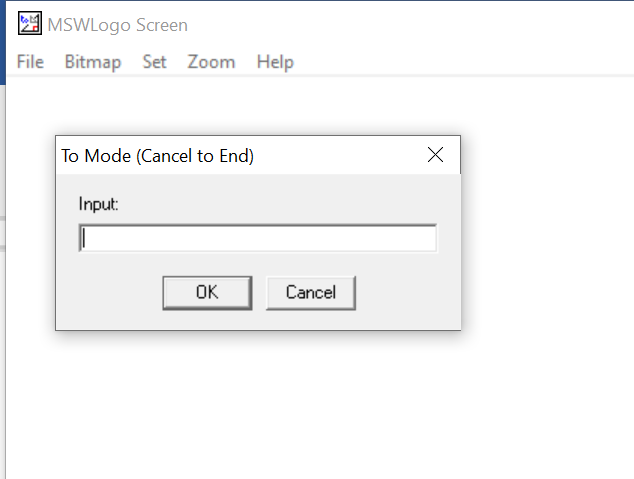 MSWLogo Screen
File Bitmap Set Zoom Help
To Mode (Cancel to End)
Input:
OK Cancel